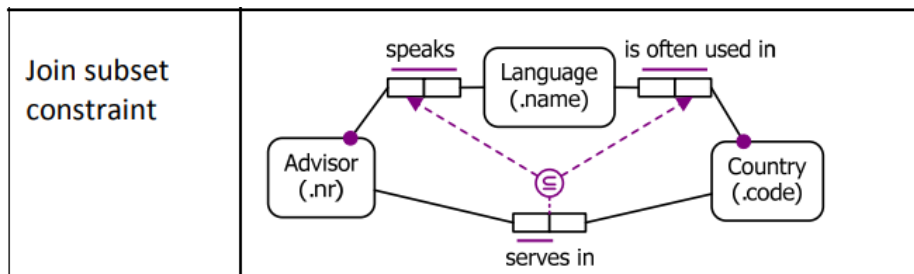 Join subset
constraint
speaks
is often used in
Language
(.name)
Advisor
(.nr)
⊆
Country
(.code)
serves in